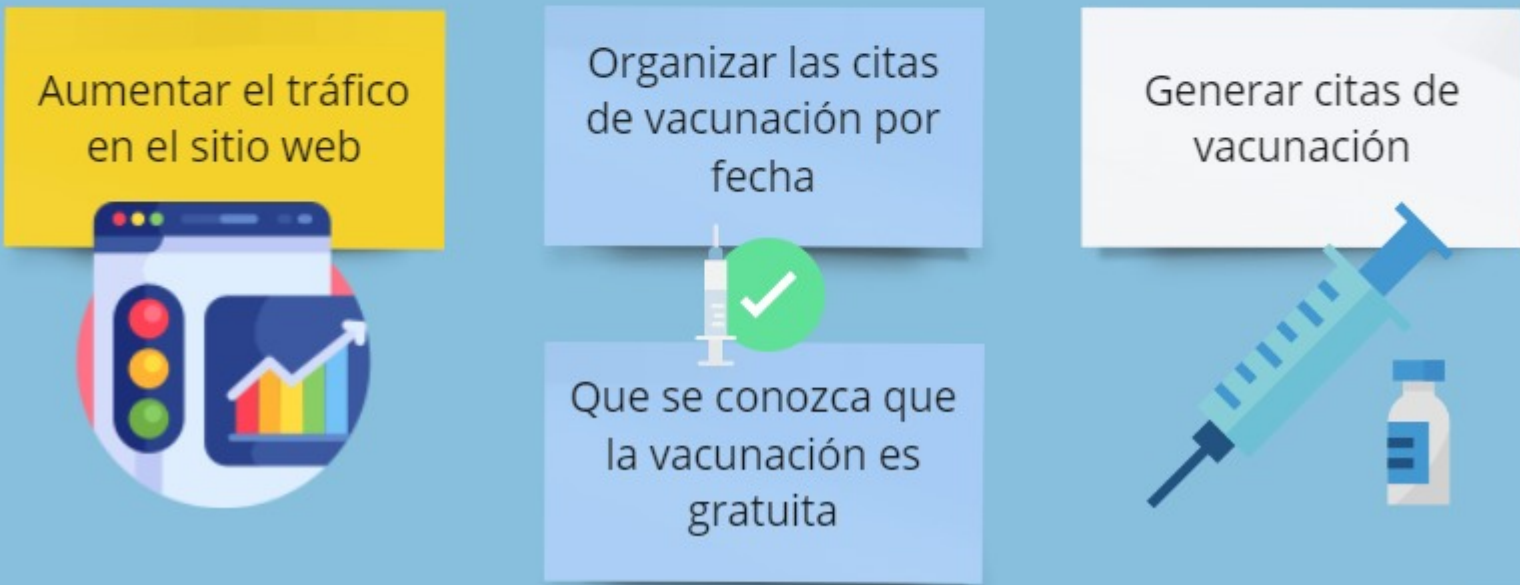 Aumentar el tráfico
en el sitio web
Organizar las citas
de vacunación por
fecha
Que se conozca que
la vacunación es
gratuita
Generar citas de
vacunación